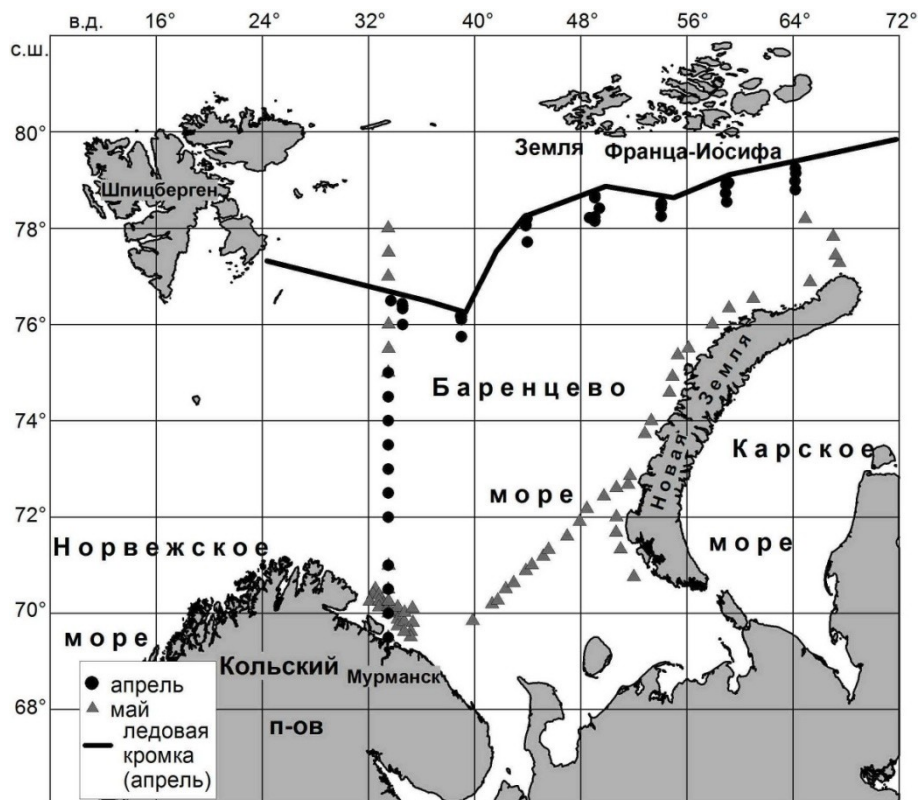 в.д. 16° 24° 32° 40° 48° 56° 64° 72°
с.ш.
80°
Земля Франца-Иосифа
Шпицберген
78°
76°
Баренцево
74°
Новая Земля
Карское
море
72°
Норвежское
море
70°
море
Кольский
Мурманск
68°
п-ов
апрель
май
ледовая
кромка
(апрель)